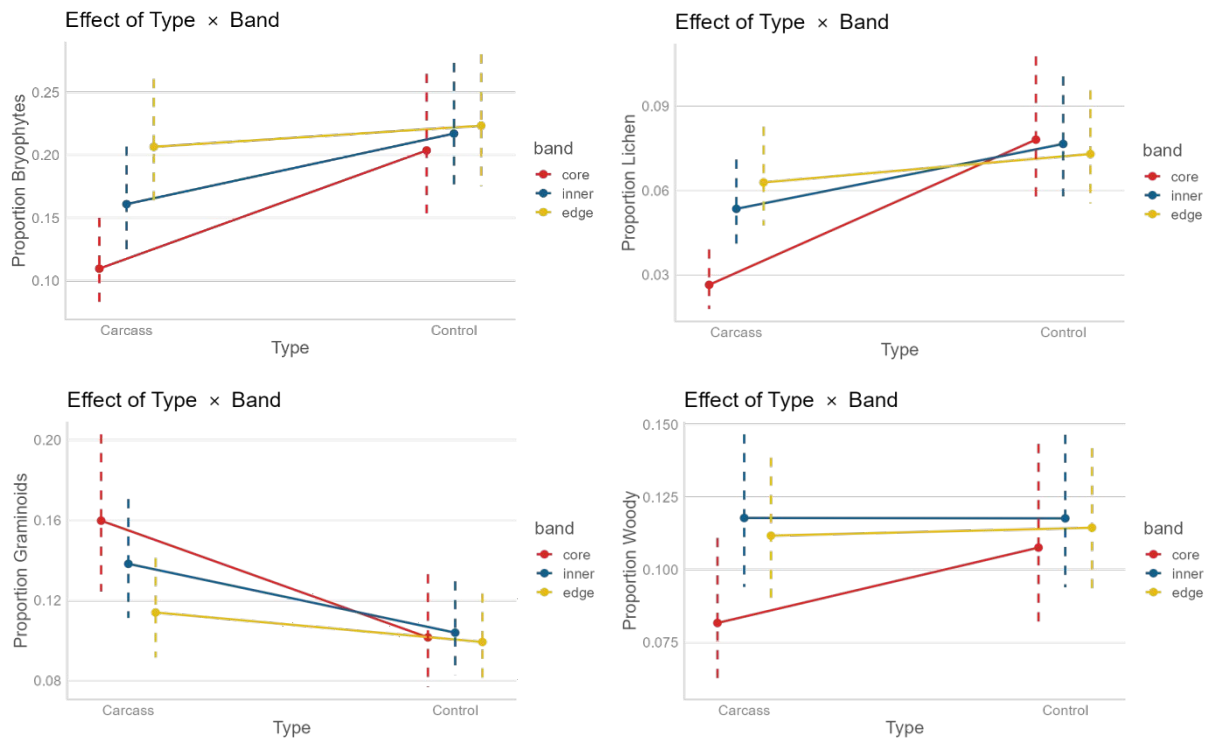 Effect of Type × Band
Proportion Bryophytes
0.25
0.20
0.15
0.10
Carcass
Control
Type
band
core
inner
edge
Effect of Type × Band
Proportion Lichen
0.09
0.06
0.03
Carcass
Control
Type
band
core
inner
edge
Effect of Type × Band
Proportion Graminoids
0.20
0.16
0.12
0.08
Carcass
Control
Type
band
core
inner
edge
Effect of Type × Band
Proportion Woody
0.150
0.125
0.100
0.075
Carcass
Control
Type
band
core
inner
edge